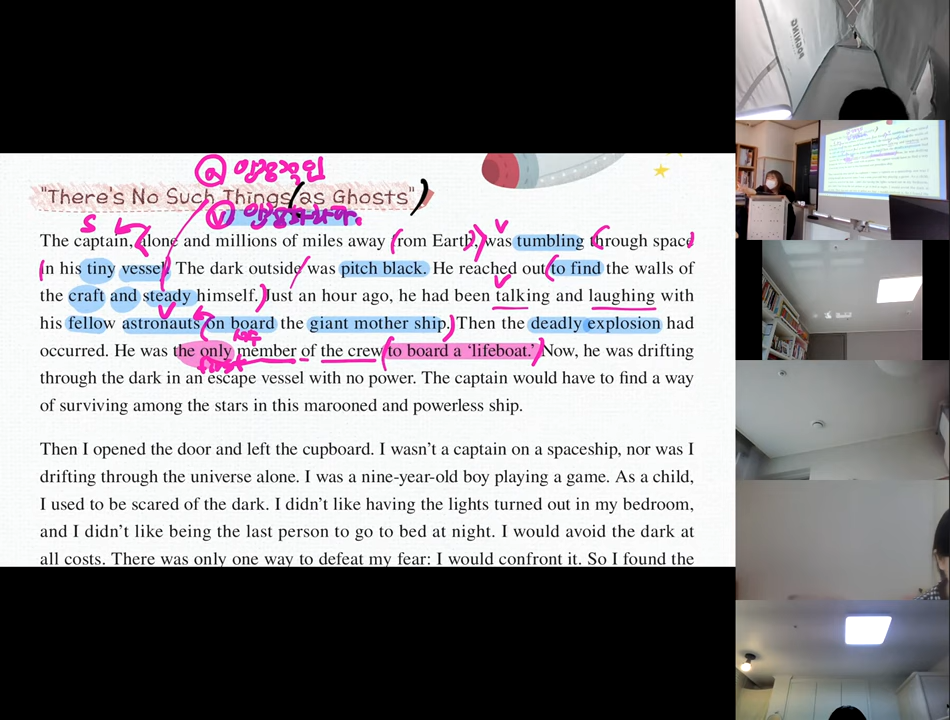 "There's No Such Things (as Ghosts")
S
The captain, alone and millions of miles away from Earth, was tumbling through space
in his tiny vessel. The dark outside was pitch black. He reached out to find the walls of
the craft and steady himself. Just an hour ago, he had been talking and laughing with
his fellow astronauts on board the giant mother ship. Then the deadly explosion had
occurred. He was the only member of the crew to board a 'lifeboat.' Now, he was drifting
through the dark in an escape vessel with no power. The captain would have to find a way
of surviving among the stars in this marooned and powerless ship.
Then I opened the door and left the cupboard. I wasn't a captain on a spaceship, nor was I
drifting through the universe alone. I was a nine-year-old boy playing a game. As a child,
I used to be scared of the dark. I didn't like having the lights turned out in my bedroom,
and I didn't like being the last person to go to bed at night. I would avoid the dark at
all costs. There was only one way to defeat my fear: I would confront it. So I found the